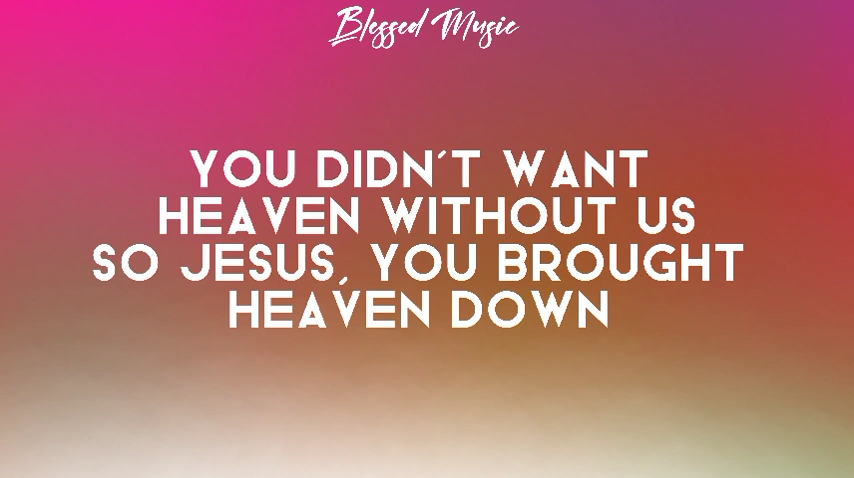 Blessed Music
YOU DIDN'T WANT
HEAVEN WITHOUT US
SO JESUS, YOU BROUGHT
HEAVEN DOWN